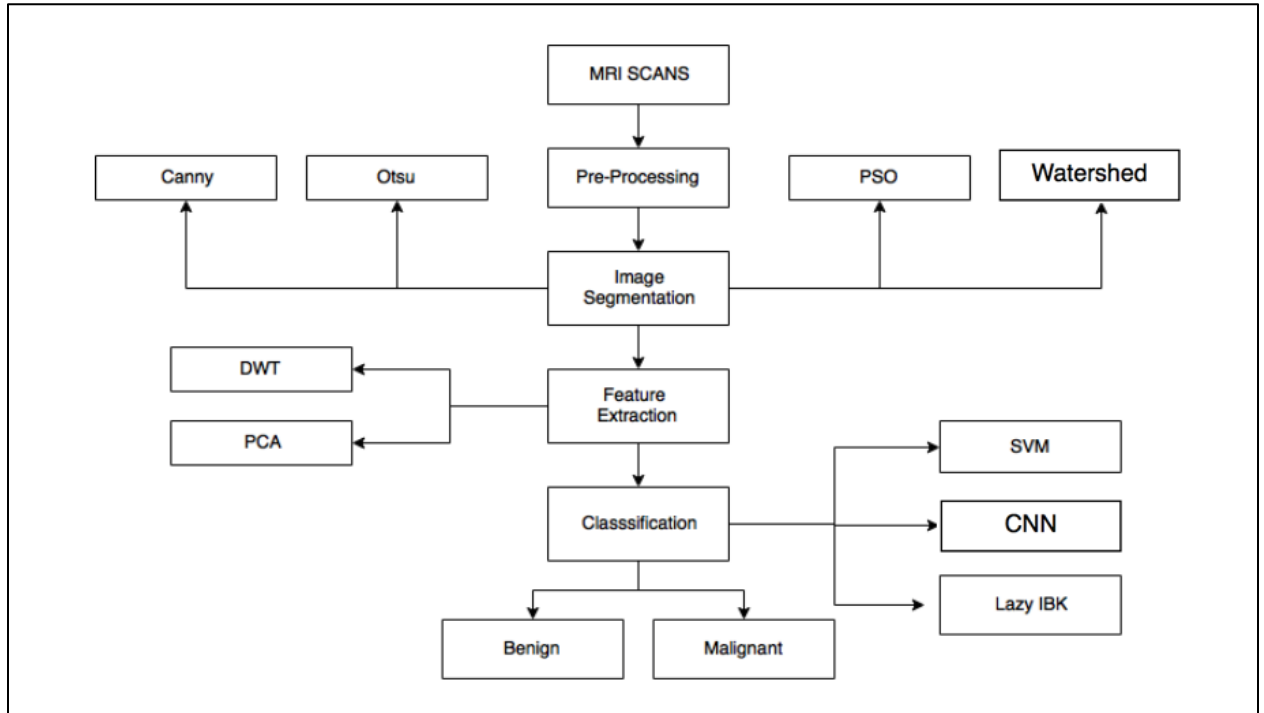 MRI SCANS
Pre-Processing
Canny
Otsu
PSO
Watershed
Image
Segmentation
DWT
PCA
Feature
Extraction
SVM
CNN
Lazy IBK
Classsification
Benign
Malignant